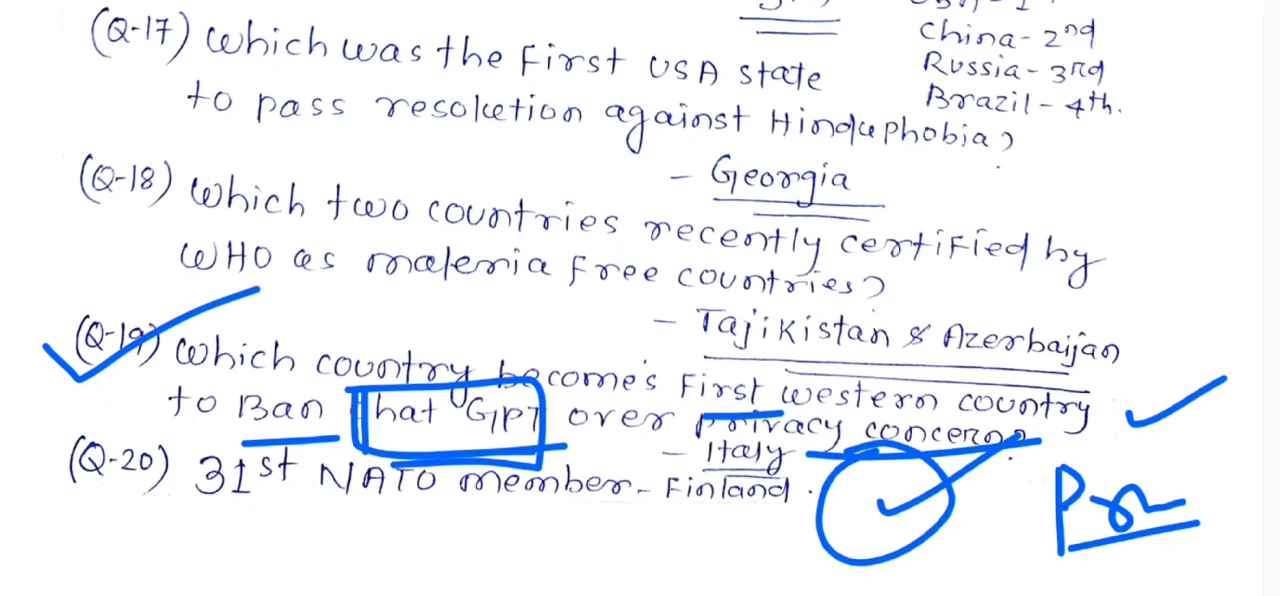 (Q-17) Which was the First USA state
to pass resolution against Hinduphobia?
China - 2nd
Russia - 3rd
Brazil - 4th.
- Georgia
(Q-18) Which two countries recently certified by
WHO as maleria free countries?
- Tajikistan & Azerbaijan
(Q-19) Which country becomes First western country
to Ban Chat GPT over privacy concerns?
- Italy
(Q-20) 31st NATO member - Finland.